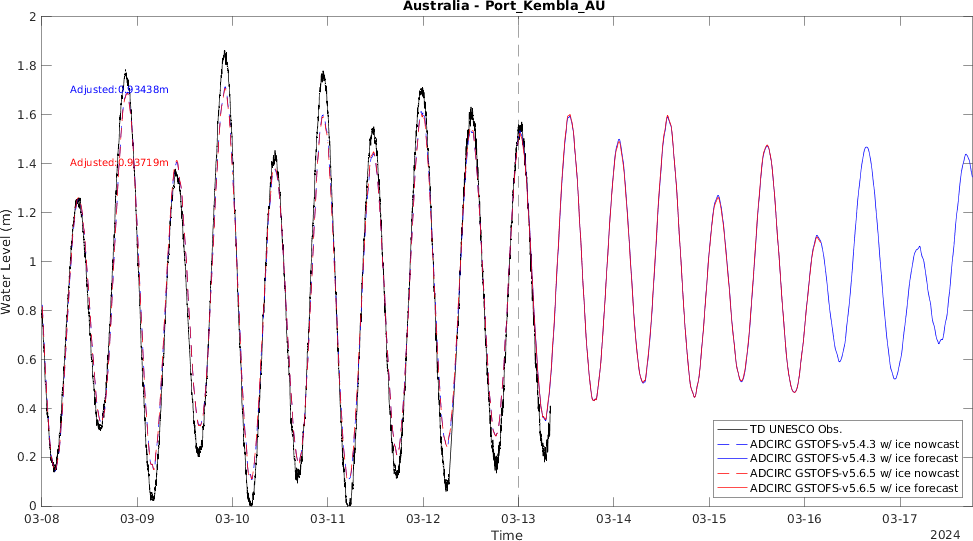 Australia - Port_Kembla_AU
2
1.8
1.6
1.4
1.2
1
0.8
0.6
0.4
0.2
0
Water Level (m)
Adjusted:0.93438m
Adjusted:0.93719m
TD UNESCO Obs.
ADCIRC GSTOFS-v5.4.3 w/ ice nowcast
ADCIRC GSTOFS-v5.4.3 w/ ice forecast
ADCIRC GSTOFS-v5.6.5 w/ ice nowcast
ADCIRC GSTOFS-v5.6.5 w/ ice forecast
03-08 03-09 03-10 03-11 03-12 03-13 03-14 03-15 03-16 03-17
Time
2024